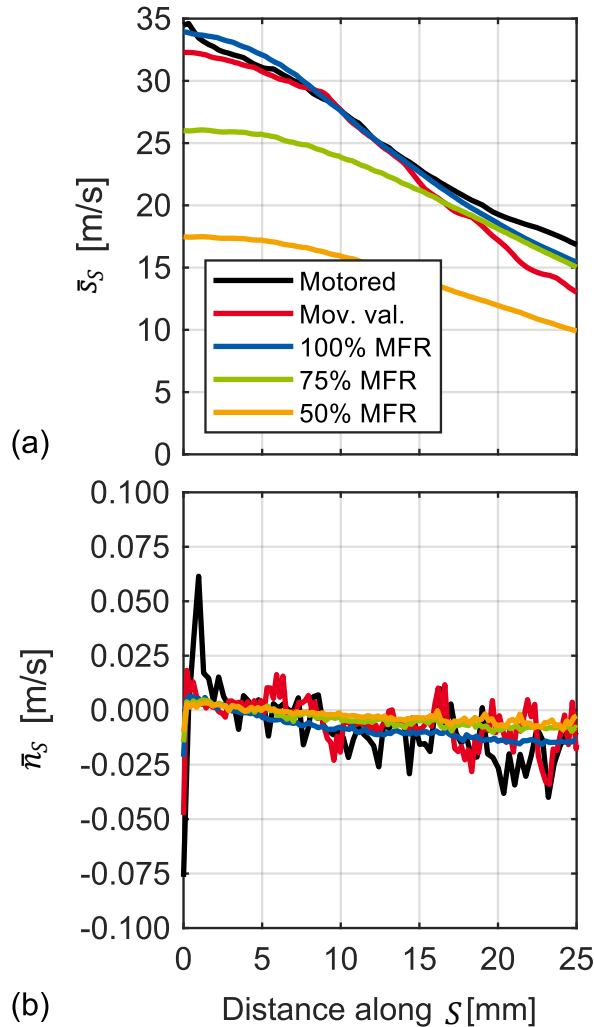 35
30
25
20
15
10
5
0
s̄_S [m/s]
Motored
Mov. val.
100% MFR
75% MFR
50% MFR
(a)
0.100
0.075
0.050
0.025
0.000
-0.025
-0.050
-0.075
-0.100
n̄_S [m/s]
0 5 10 15 20 25
(b) Distance along S [mm]